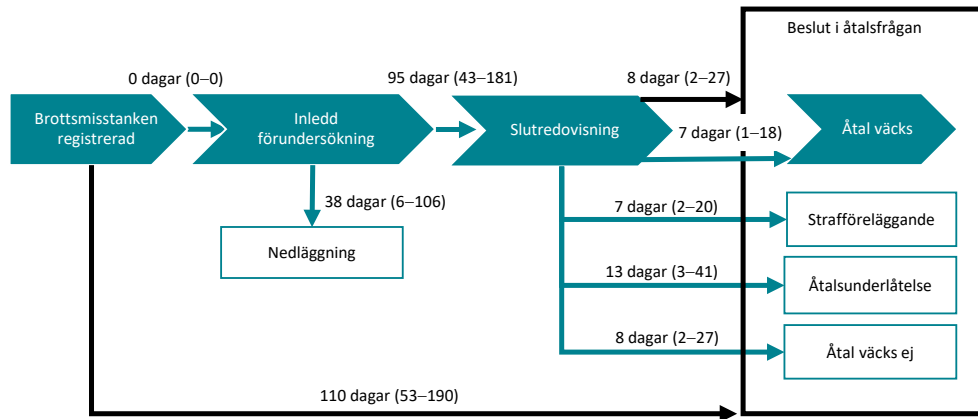 Beslut i åtalsfrågan
0 dagar (0–0)
95 dagar (43–181)
8 dagar (2–27)
Brottsmisstanken
registrerad
Inledd
förundersökning
Slutredovisning
7 dagar (1–18)
Åtal väcks
38 dagar (6–106)
Nedläggning
7 dagar (2–20)
Strafföreläggande
13 dagar (3–41)
Åtalsunderlåtelse
8 dagar (2–27)
Åtal väcks ej
110 dagar (53–190)